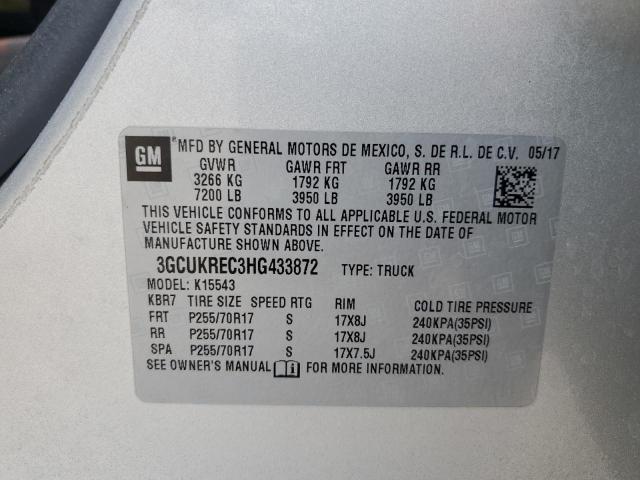 GM
®MFD BY GENERAL MOTORS DE MEXICO, S. DE R.L. DE C.V. 05/17
GVWR GAWR FRT GAWR RR
3266 KG 1792 KG 1792 KG
7200 LB 3950 LB 3950 LB
THIS VEHICLE CONFORMS TO ALL APPLICABLE U.S. FEDERAL MOTOR
VEHICLE SAFETY STANDARDS IN EFFECT ON THE DATE OF
MANUFACTURE SHOWN ABOVE.
3GCUKREC3HG433872 TYPE: TRUCK
MODEL: K15543
KBR7 TIRE SIZE SPEED RTG RIM COLD TIRE PRESSURE
FRT P255/70R17 S 17X8J 240KPA(35PSI)
RR P255/70R17 S 17X8J 240KPA(35PSI)
SPA P255/70R17 S 17X7.5J 240KPA(35PSI)
SEE OWNER'S MANUAL FOR MORE INFORMATION.